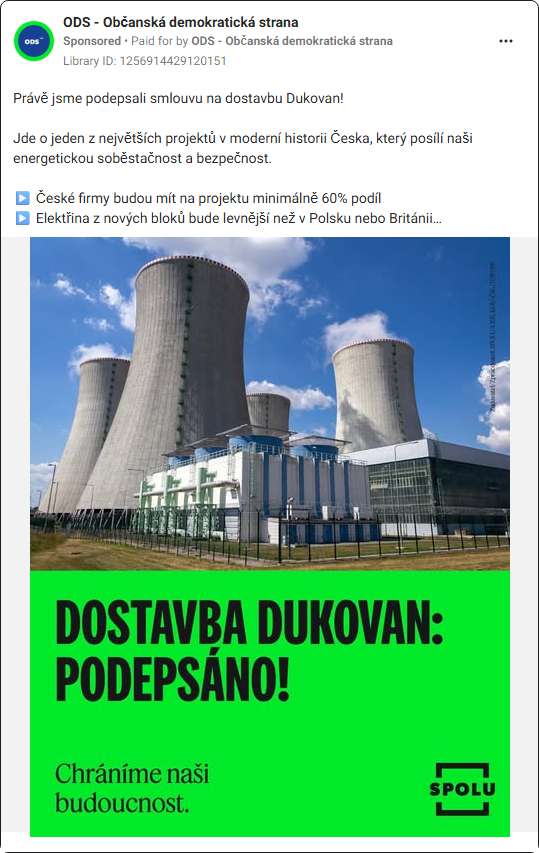 ODS - Občanská demokratická strana
ODS
Sponsored • Paid for by ODS - Občanská demokratická strana
Library ID: 1256914429120151
Právě jsme podepsali smlouvu na dostavbu Dukovan!
Jde o jeden z největších projektů v moderní historii Česka, který posílí naši
energetickou soběstačnost a bezpečnost.
▶️ České firmy budou mít na projektu minimálně 60% podíl
▶️ Elektřina z nových bloků bude levnější než v Polsku nebo Británii…
DOSTAVBA DUKOVAN:
PODEPSÁNO!
Chráníme naši
budoucnost.
SPOLU